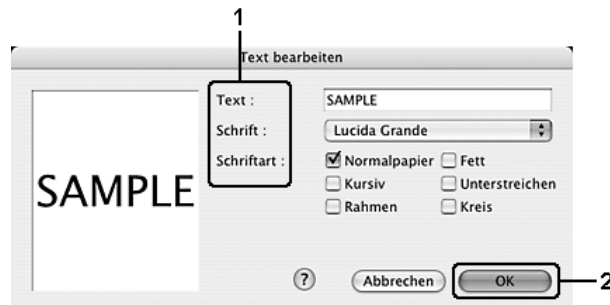 1
Text bearbeiten
Text : SAMPLE
Schrift : Lucida Grande
Schriftart : Normalpapier Fett
Kursiv Unterstreichen
Rahmen Kreis
SAMPLE
? Abbrechen OK 2